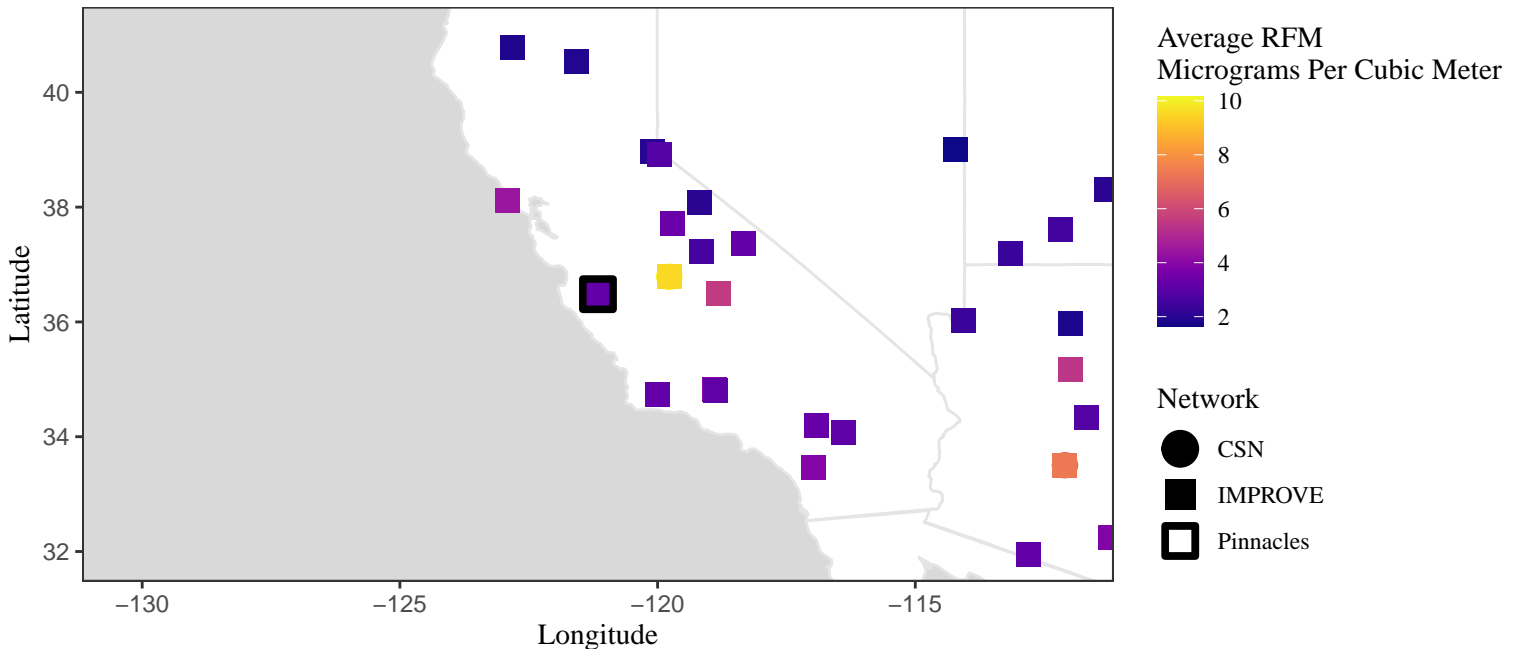 Average RFM
Micrograms Per Cubic Meter
10
8
6
4
2
Network
CSN
IMPROVE
Pinnacles
Latitude
40
38
36
34
32
−130
−125
−120
−115
Longitude